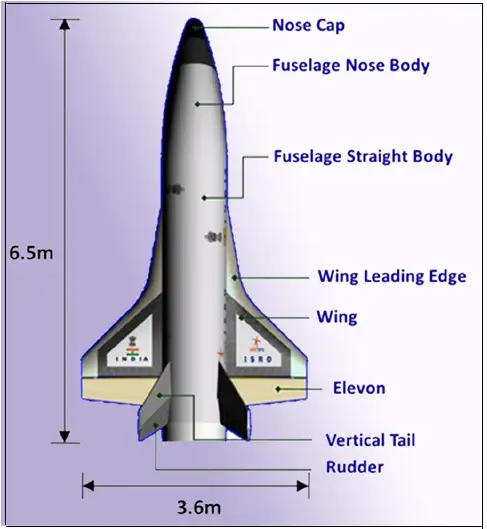 Nose Cap
Fuselage Nose Body
Fuselage Straight Body
6.5m
Wing Leading Edge
Wing
INDIA
ISRO
Elevon
Vertical Tail
Rudder
3.6m